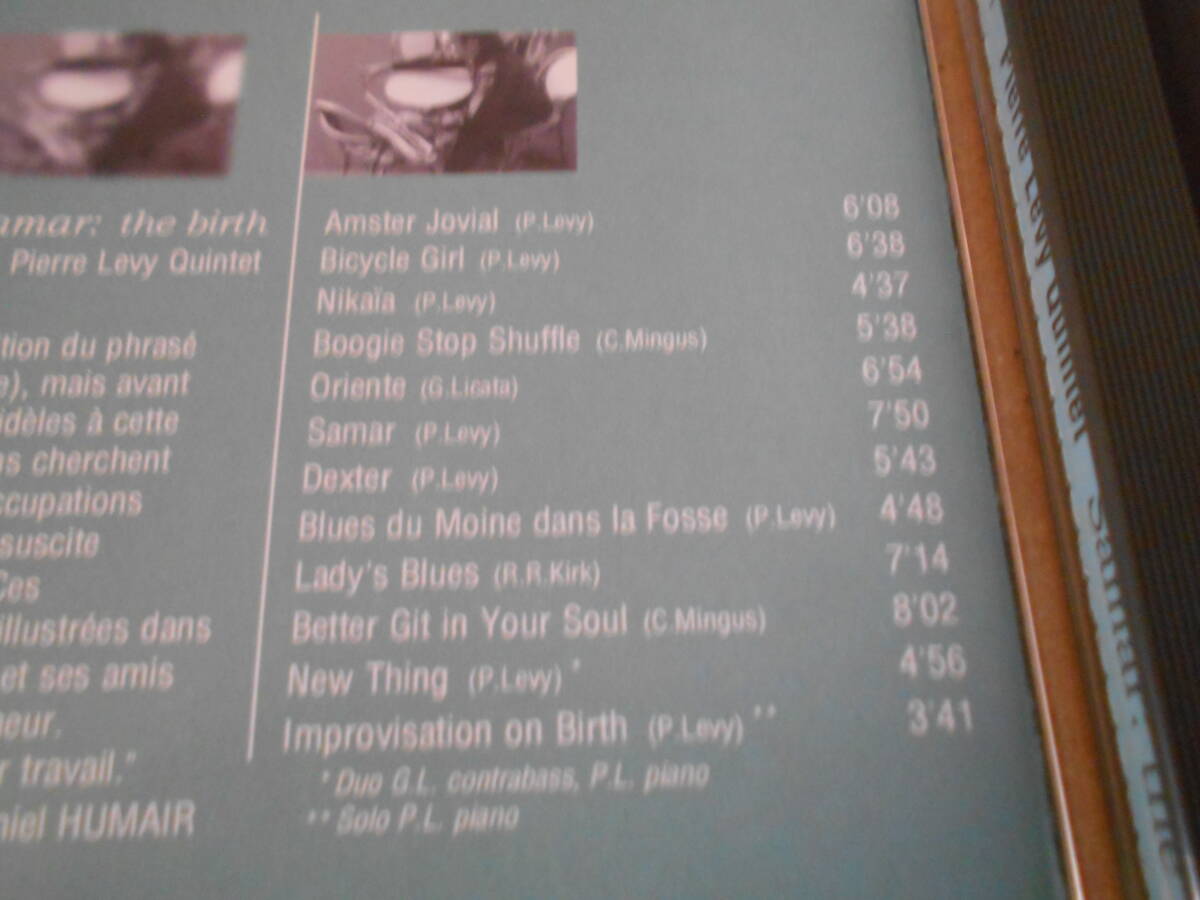 amar: the birth
Pierre Levy Quintet
tion du phrasé
e), mais avant
idèles à cette
s cherchent
ccupations
suscite
Ces
illustrées dans
et ses amis
neur.
r travail."
niel HUMAIR
Amster Jovial (P.Levy) 6'08
Bicycle Girl (P.Levy) 6'38
Nikaïa (P.Levy) 4'37
Boogie Stop Shuffle (C.Mingus) 5'38
Oriente (G.Licata) 6'54
Samar (P.Levy) 7'50
Dexter (P.Levy) 5'43
Blues du Moine dans la Fosse (P.Levy) 4'48
Lady's Blues (R.R.Kirk) 7'14
Better Git in Your Soul (C.Mingus) 8'02
New Thing (P.Levy) * 4'56
Improvisation on Birth (P.Levy) ** 3'41
* Duo G.L. contrabass, P.L. piano
** Solo P.L. piano
Samar: the